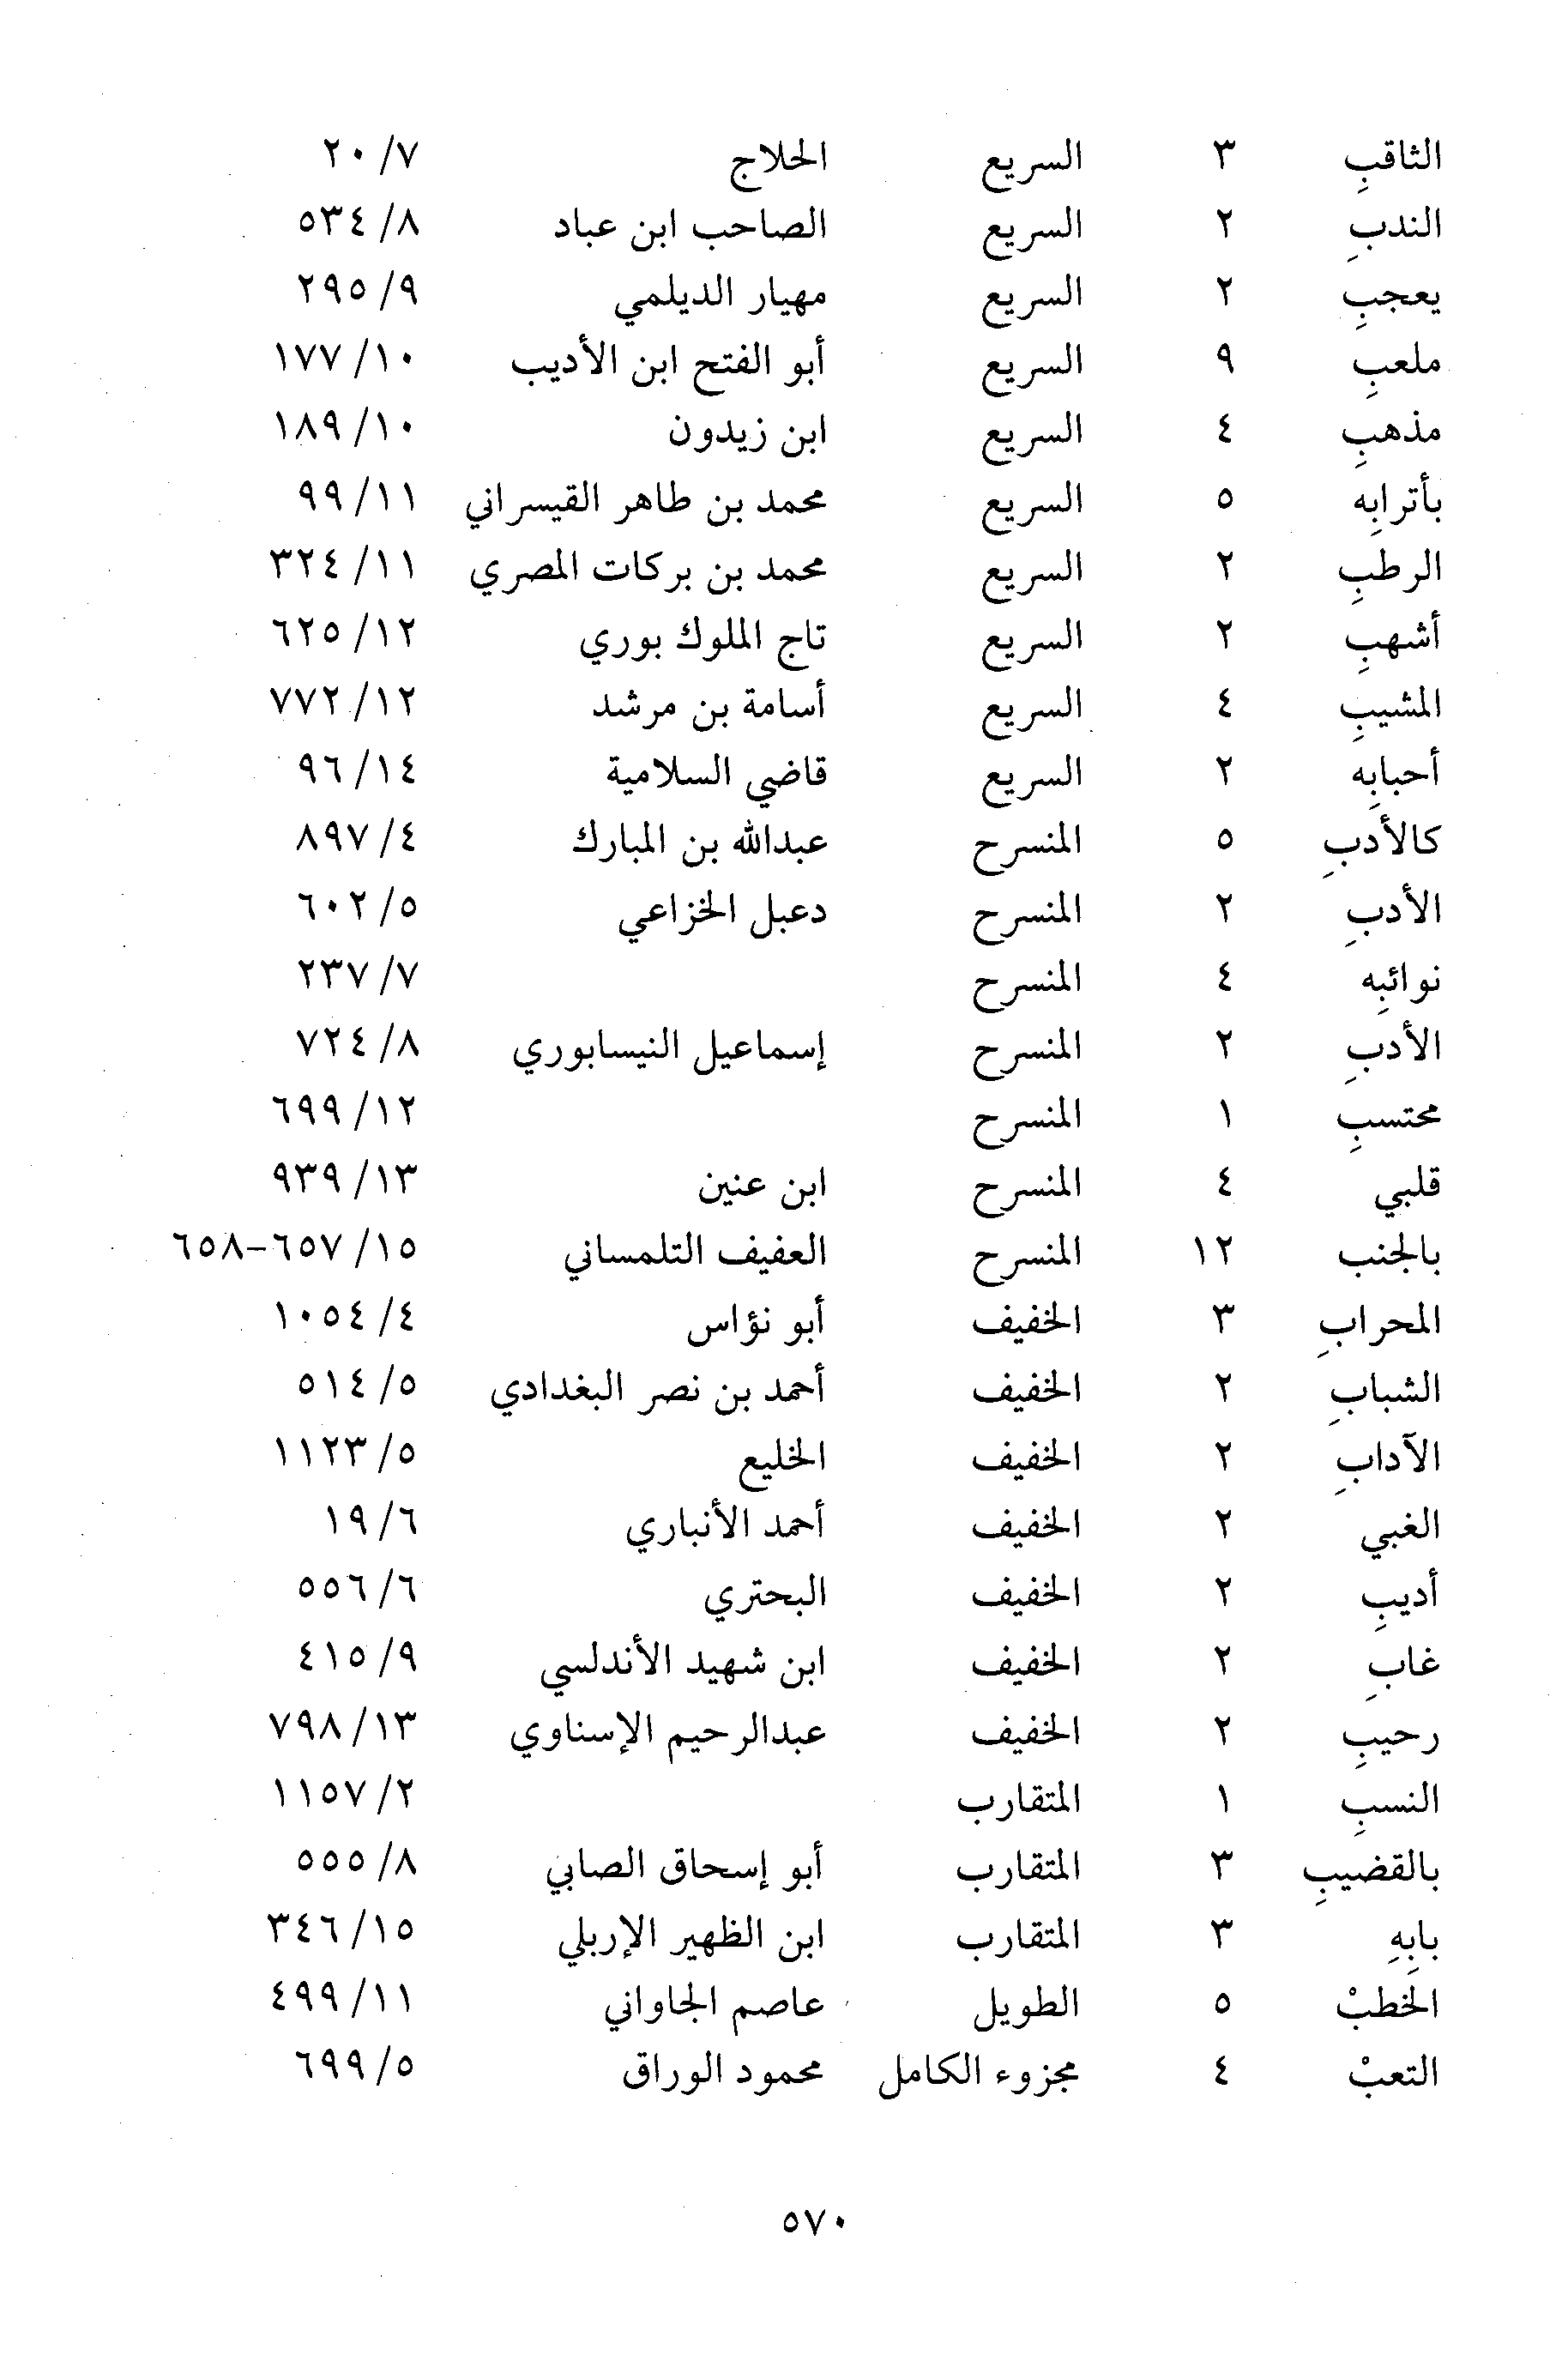 الثاقبِ ٣ السريع الحلاج ٧/ ٢٠
الندبِ ٢ السريع الصاحب ابن عباد ٨/ ٥٣٤
يعجبِ ٢ السريع مهيار الديلمي ٩/ ٢٩٥
ملعبِ ٩ السريع أبو الفتح ابن الأديب ١٠/ ١٧٧
مذهبِ ٤ السريع ابن زيدون ١٠/ ١٨٩
بأترابِه ٥ السريع محمد بن طاهر القيسراني ١١/ ٩٩
الرطبِ ٢ السريع محمد بن بركات المصري ١١/ ٣٢٤
أشهبِ ٢ السريع تاج الملوك بوري ١٢/ ٦٢٥
المشيبِ ٤ السريع أسامة بن مرشد ١٢/ ٧٧٢
أحبابِه ٢ السريع قاضي السلامية ١٤/ ٩٦
كالأدبِ ٥ المنسرح عبدالله بن المبارك ٤/ ٨٩٧
الأدبِ ٢ المنسرح دعبل الخزاعي ٥/ ٦٠٢
نوائبِه ٤ المنسرح ٧/ ٢٣٧
الأدبِ ٢ المنسرح إسماعيل النيسابوري ٨/ ٧٢٤
محتسبِ ١ المنسرح ١٢/ ٦٩٩
قلبي ٤ المنسرح ابن عنين ١٣/ ٩٣٩
بالجنب ١٢ المنسرح العفيف التلمساني ١٥/ ٦٥٧-٦٥٨
المحرابِ ٣ الخفيف أبو نؤاس ٤/ ١٠٥٤
الشبابِ ٢ الخفيف أحمد بن نصر البغدادي ٥/ ٥١٤
الآدابِ ٢ الخفيف الخليع ٥/ ١١٢٣
الغبي ٢ الخفيف أحمد الأنباري ٦/ ١٩
أديبِ ٢ الخفيف البحتري ٦/ ٥٥٦
غابِ ٢ الخفيف ابن شهيد الأندلسي ٩/ ٤١٥
رحيبِ ٢ الخفيف عبدالرحيم الإسناوي ١٣/ ٧٩٨
النسبِ ١ المتقارب ٢/ ١١٥٧
بالقضيبِ ٣ المتقارب أبو إسحاق الصابي ٨/ ٥٥٥
بابِهِ ٣ المتقارب ابن الظهير الإربلي ١٥/ ٣٤٦
الخطبْ ٥ الطويل عاصم الجاواني ١١/ ٤٩٩
التعبْ ٤ مجزوء الكامل محمود الوراق ٥/ ٦٩٩
٥٧٠